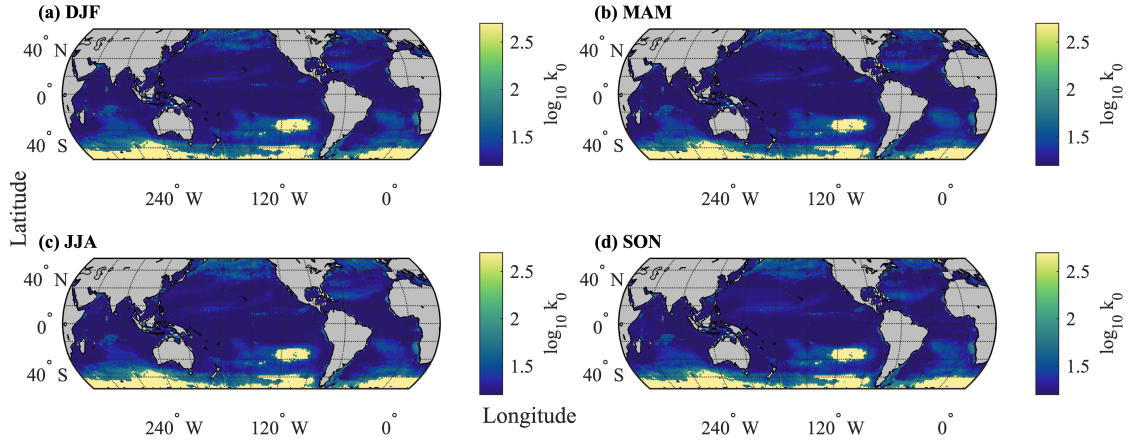 (a) DJF
(b) MAM
40° N
0°
40° S
240° W
120° W
0°
2.5
2
1.5
log10 k0
40° N
0°
40° S
240° W
120° W
0°
2.5
2
1.5
log10 k0
Latitude
(c) JJA
(d) SON
40° N
0°
40° S
240° W
120° W
0°
2.5
2
1.5
log10 k0
40° N
0°
40° S
240° W
120° W
0°
2.5
2
1.5
log10 k0
Longitude